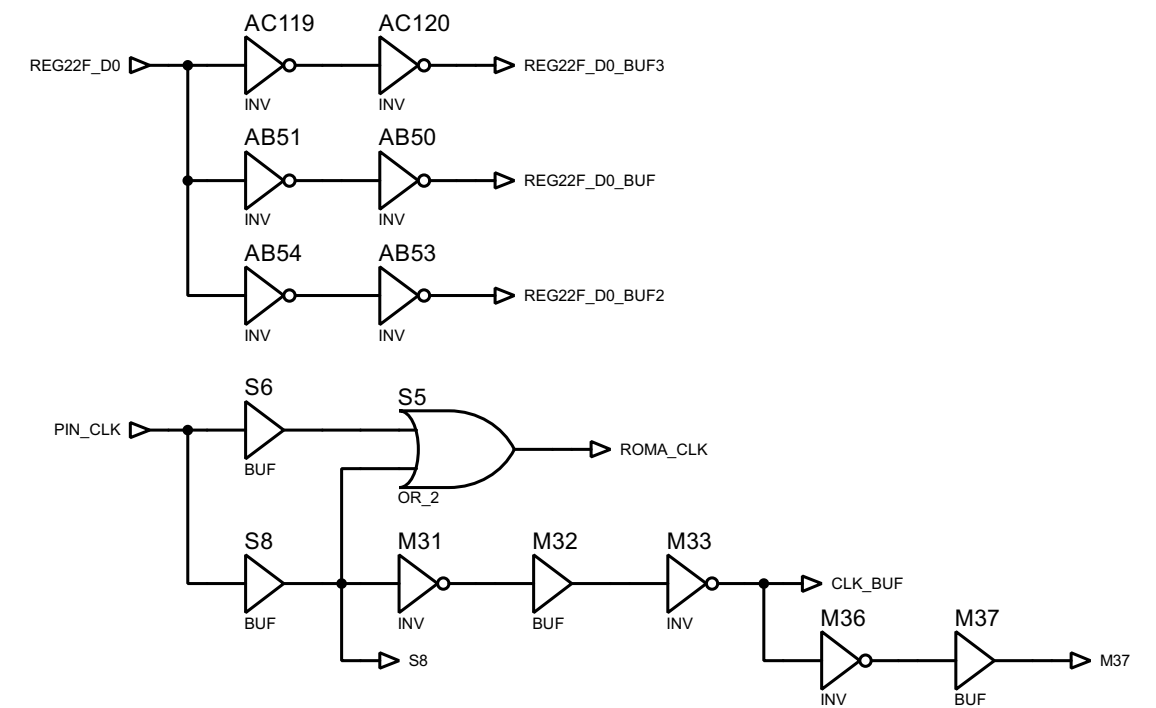 AC119 AC120
REG22F_D0 REG22F_D0_BUF3
INV INV
AB51 AB50
REG22F_D0_BUF
INV INV
AB54 AB53
REG22F_D0_BUF2
INV INV
S6 S5
PIN_CLK ROMA_CLK
BUF OR_2
S8 M31 M32 M33
CLK_BUF
BUF INV BUF INV
M36 M37
S8 M37
INV BUF